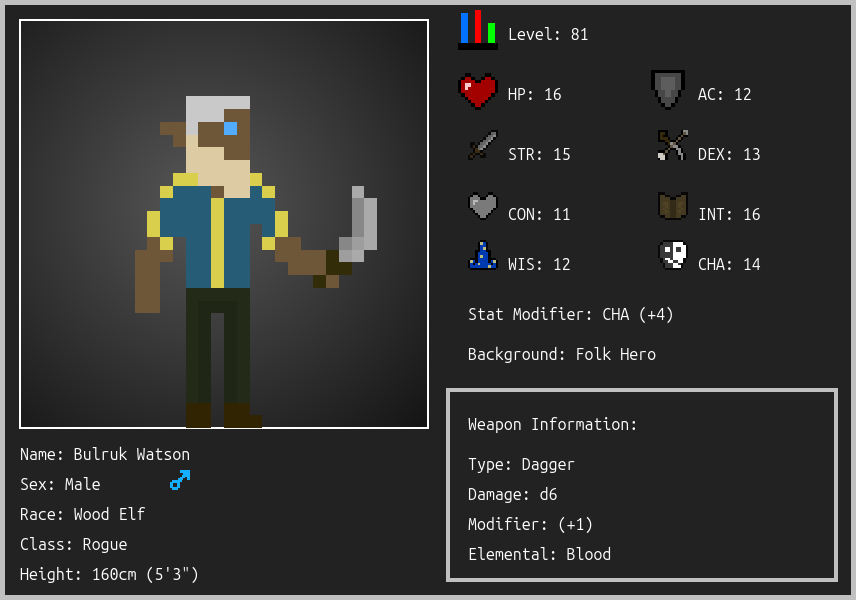 Level: 81
HP: 16
AC: 12
STR: 15
DEX: 13
CON: 11
INT: 16
WIS: 12
CHA: 14
Stat Modifier: CHA (+4)
Background: Folk Hero
Weapon Information:
Type: Dagger
Damage: d6
Modifier: (+1)
Elemental: Blood
Name: Bulruk Watson
Sex: Male
Race: Wood Elf
Class: Rogue
Height: 160cm (5'3")